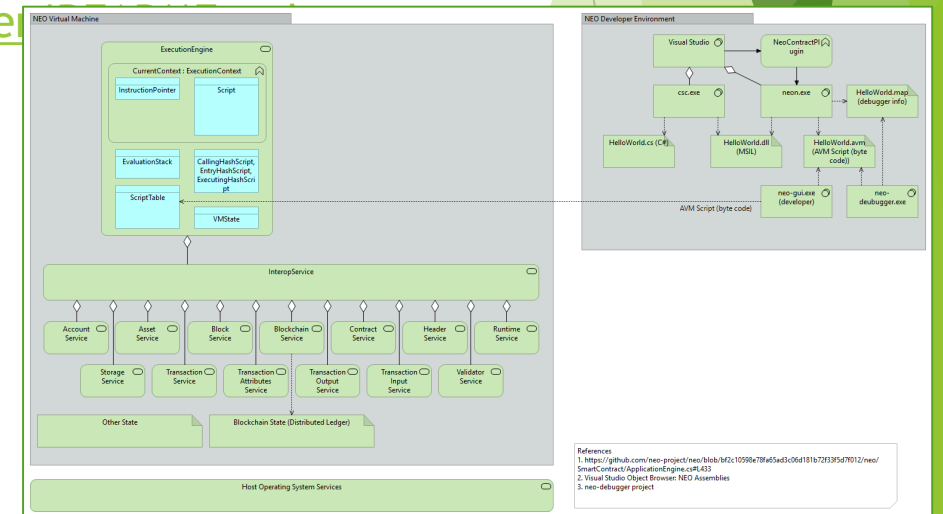 NEO Virtual Machine
ExecutionEngine
CurrentContext : ExecutionContext
InstructionPointer
Script
EvaluationStack
CallingHashScript,
EntryHashScript,
ExecutingHashScri
pt
ScriptTable
VMState
InteropService
Account
Service
Asset
Service
Block
Service
Blockchain
Service
Contract
Service
Header
Service
Runtime
Service
Storage
Service
Transaction
Service
Transaction
Attributes
Service
Transaction
Output
Service
Transaction
Input
Service
Validator
Service
Other State
Blockchain State (Distributed Ledger)
Host Operating System Services
NEO Developer Environment
Visual Studio
NeoContractPl
ugin
csc.exe
neon.exe
HelloWorld.map
(debugger info)
HelloWorld.cs (C#)
HelloWorld.dll
(MSIL)
HelloWorld.avm
(AVM Script (byte
code))
neo-gui.exe
(developer)
neo-
deubugger.exe
AVM Script (byte code)
References
1. https://github.com/neo-project/neo/blob/bf2c10598e78fa65ad3c06d181b72f33f5d7f012/neo/
SmartContract/ApplicationEngine.cs#L433
2. Visual Studio Object Browser: NEO Assemblies
3. neo-debugger project